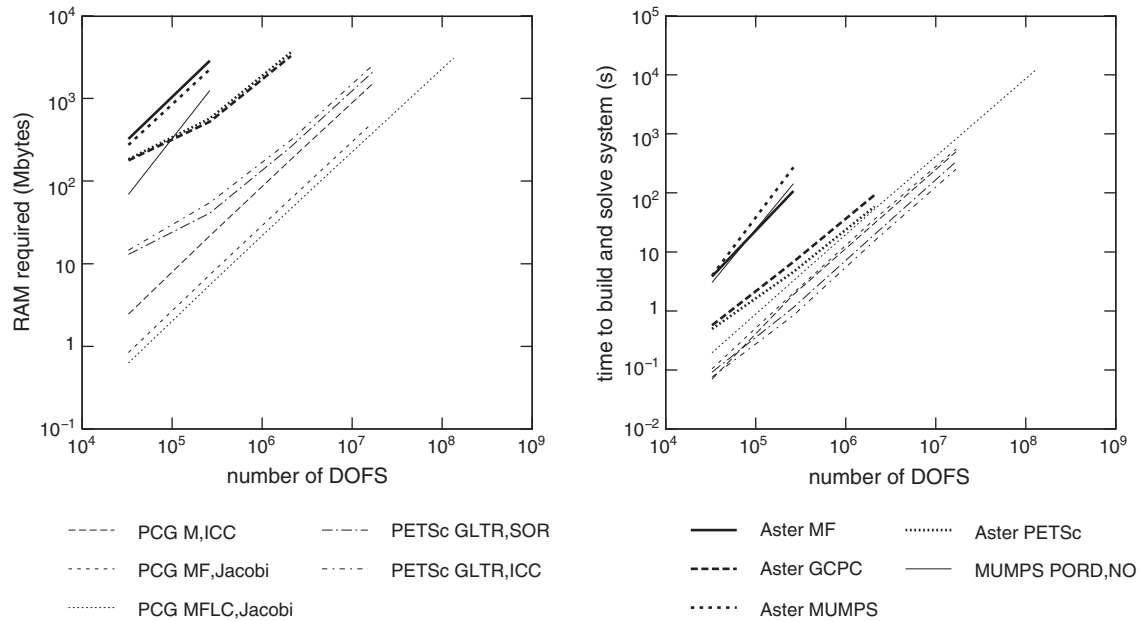 10^4
10^3
10^2
10
1
10^-1
RAM required (Mbytes)
10^4
10^5
10^6
10^7
10^8
10^9
number of DOFS
10^5
10^4
10^3
10^2
10
1
10^-1
10^-2
time to build and solve system (s)
10^4
10^5
10^6
10^7
10^8
10^9
number of DOFS
PCG M,ICC
PCG MF,Jacobi
PCG MFLC,Jacobi
PETSc GLTR,SOR
PETSc GLTR,ICC
Aster MF
Aster GCPC
Aster MUMPS
Aster PETSc
MUMPS PORD,NO